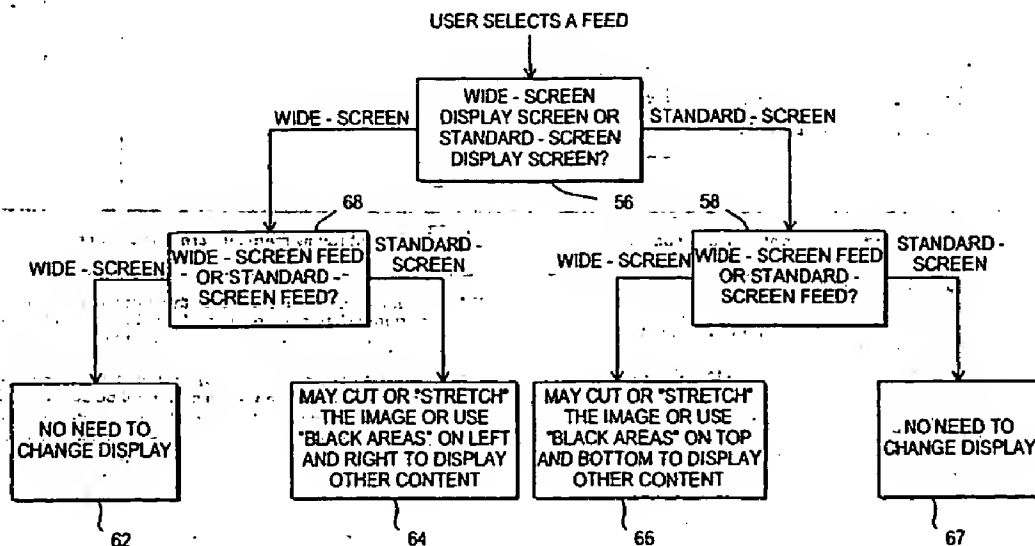 USER SELECTS A FEED
WIDE - SCREEN
DISPLAY SCREEN OR
STANDARD - SCREEN
DISPLAY SCREEN?
WIDE - SCREEN
STANDARD - SCREEN
56
68
58
WIDE - SCREEN FEED
OR STANDARD -
SCREEN FEED?
WIDE - SCREEN
STANDARD -
SCREEN
WIDE - SCREEN FEED
OR STANDARD -
SCREEN FEED?
WIDE - SCREEN
STANDARD -
SCREEN
NO NEED TO
CHANGE DISPLAY
MAY CUT OR "STRETCH"
THE IMAGE OR USE
"BLACK AREAS" ON LEFT
AND RIGHT TO DISPLAY
OTHER CONTENT
MAY CUT OR "STRETCH"
THE IMAGE OR USE
"BLACK AREAS" ON TOP
AND BOTTOM TO DISPLAY
OTHER CONTENT
NO NEED TO
CHANGE DISPLAY
62
64
66
67